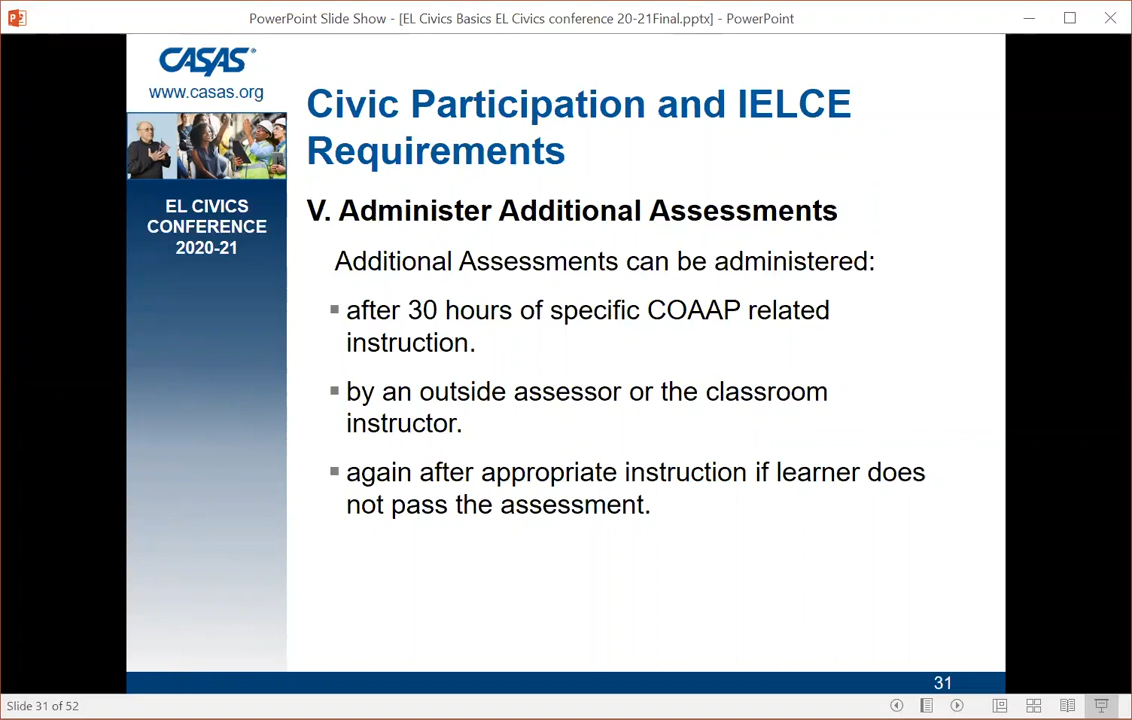 PowerPoint Slide Show - [EL Civics Basics EL Civics conference 20-21Final.pptx] - PowerPoint
CASAS®
www.casas.org
EL CIVICS
CONFERENCE
2020-21
Civic Participation and IELCE
Requirements
V. Administer Additional Assessments
Additional Assessments can be administered:
▪ after 30 hours of specific COAAP related
instruction.
▪ by an outside assessor or the classroom
instructor.
▪ again after appropriate instruction if learner does
not pass the assessment.
31
Slide 31 of 52